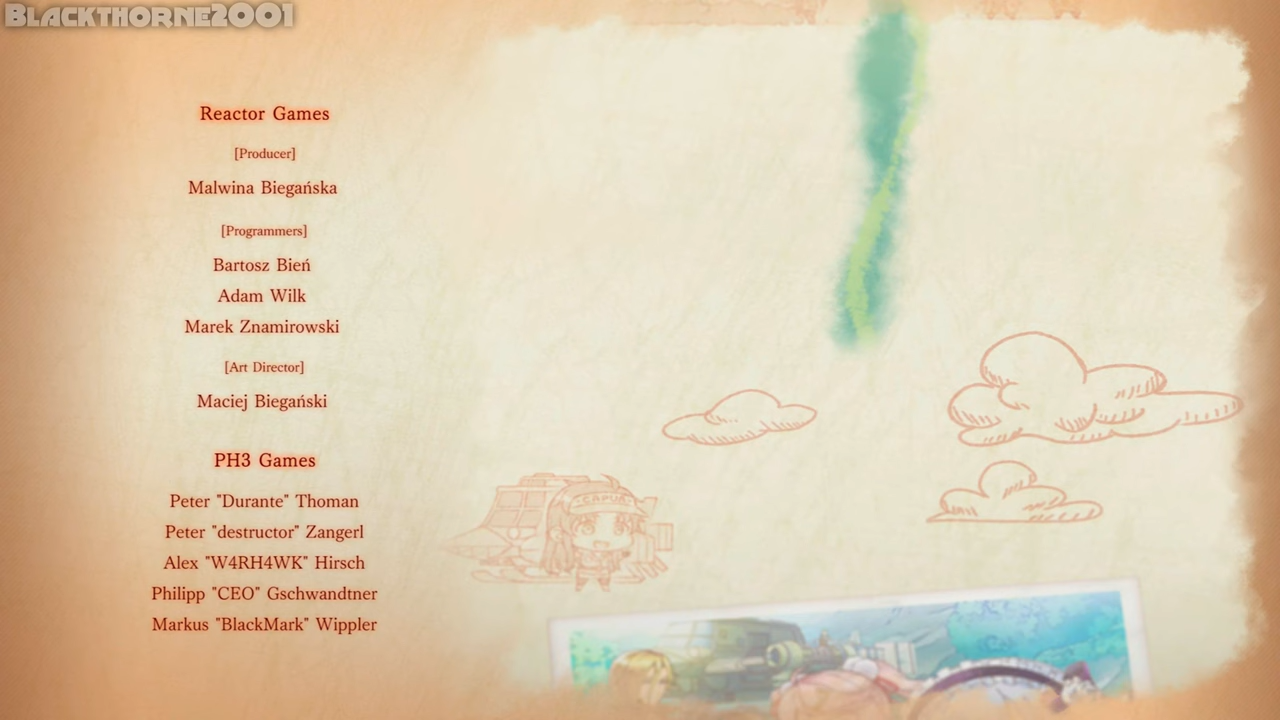 Blackthorne2001
Reactor Games
[Producer]
Malwina Biegańska
[Programmers]
Bartosz Bień
Adam Wilk
Marek Znamirowski
[Art Director]
Maciej Biegański
PH3 Games
Peter "Durante" Thoman
Peter "destructor" Zangerl
Alex "W4RH4WK" Hirsch
Philipp "CEO" Gschwandtner
Markus "BlackMark" Wippler
CAPUA